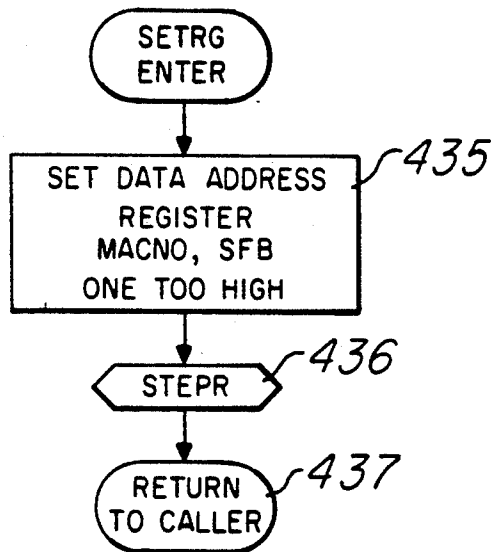 SETRG
ENTER
435
SET DATA ADDRESS
REGISTER
MACNO, SFB
ONE TOO HIGH
436
STEPR
437
RETURN
TO CALLER